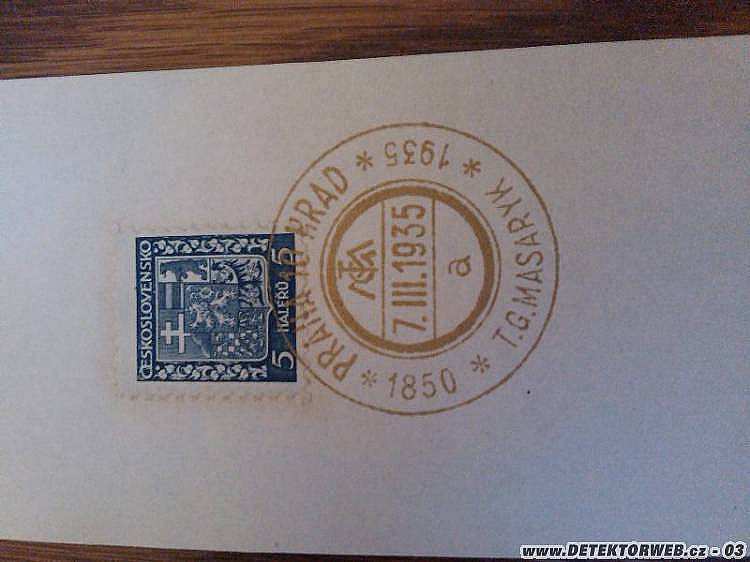 ČESKOSLOVENSKO
5 HALÉŘŮ 5
PRAHA 10 HRAD
* 1850 * T.G.MASARYK * 1935 *
7.III.1935
a
www.DETEKTORWEB.cz - 03